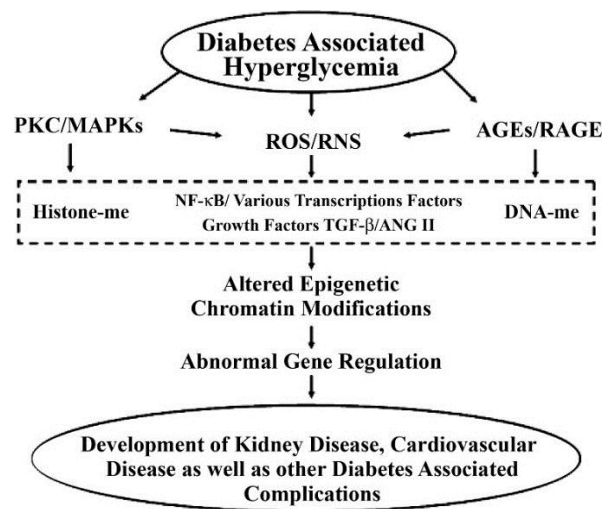 Diabetes Associated
Hyperglycemia
PKC/MAPKs
ROS/RNS
AGEs/RAGE
Histone-me
NF-κB/ Various Transcriptions Factors
Growth Factors TGF-β/ANG II
DNA-me
Altered Epigenetic
Chromatin Modifications
Abnormal Gene Regulation
Development of Kidney Disease, Cardiovascular
Disease as well as other Diabetes Associated
Complications